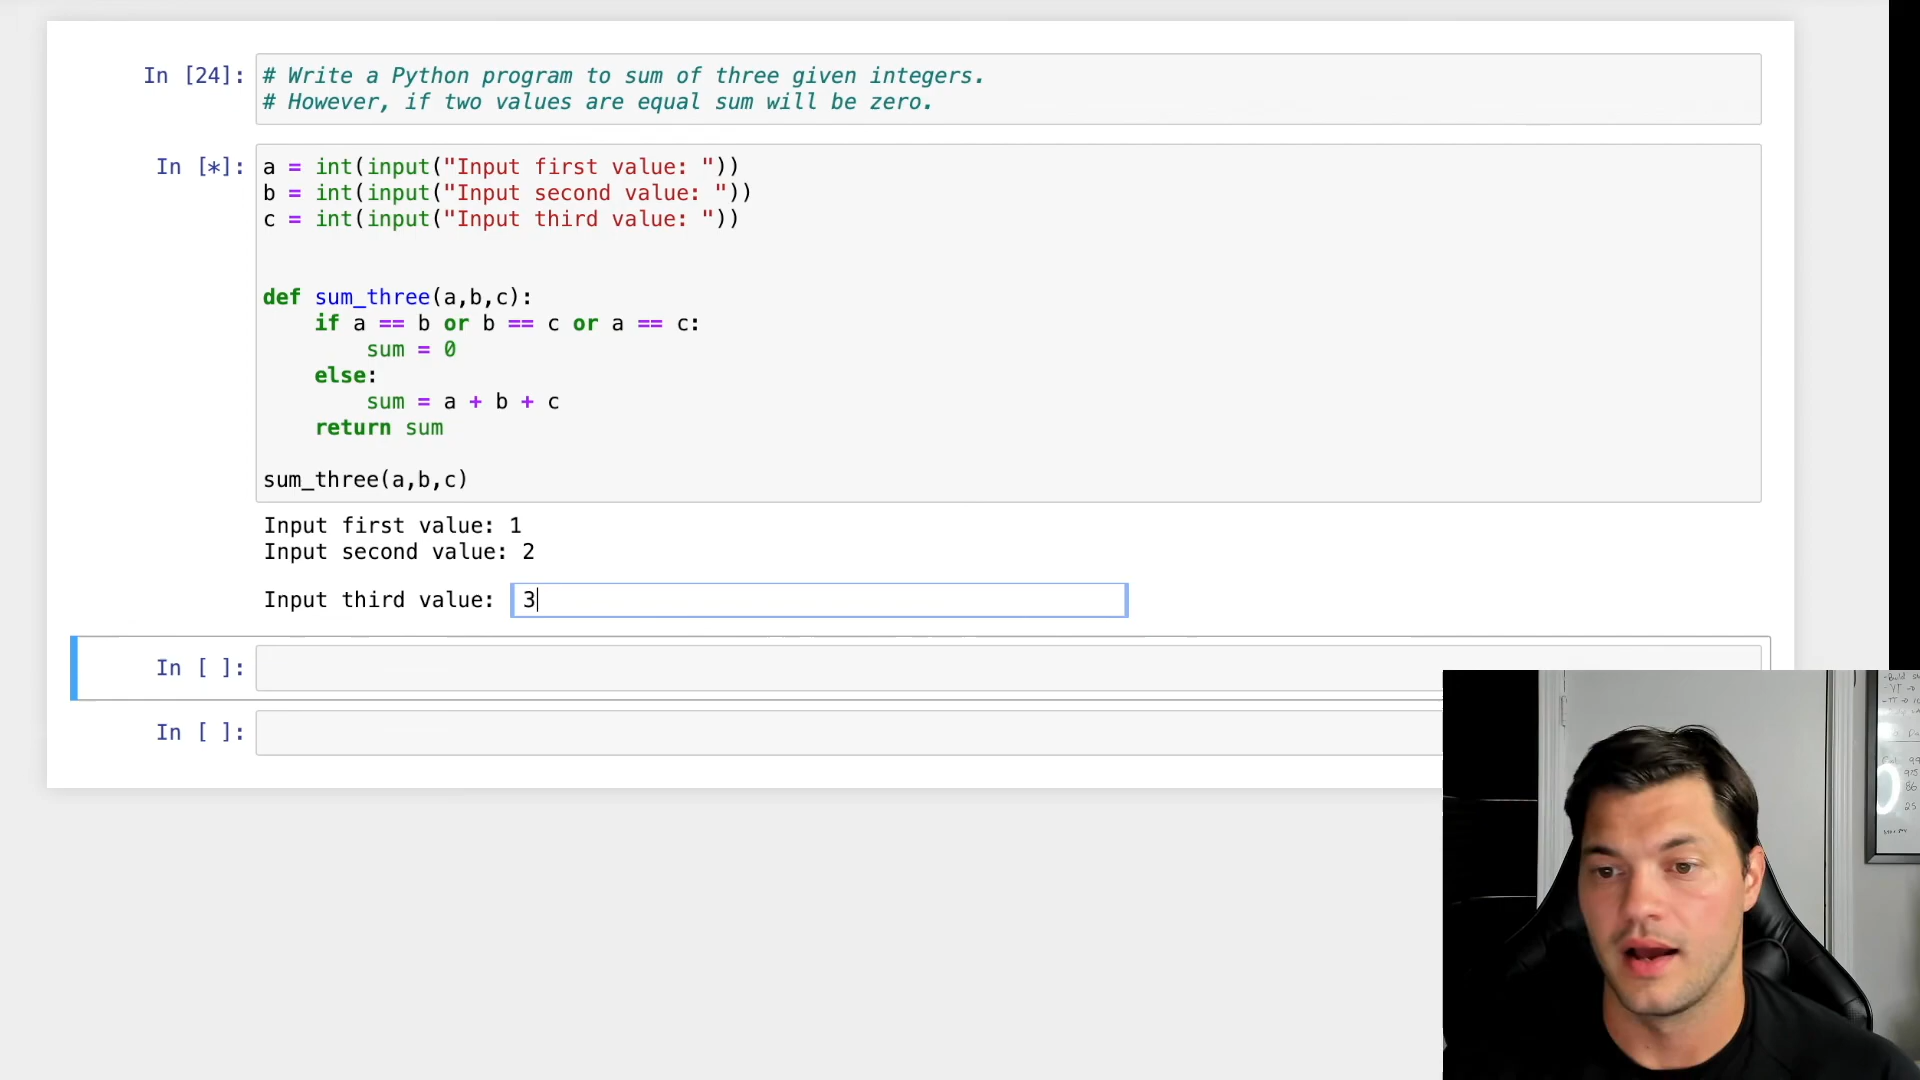 In [24]: # Write a Python program to sum of three given integers.
# However, if two values are equal sum will be zero.
In [*]: a = int(input("Input first value: "))
b = int(input("Input second value: "))
c = int(input("Input third value: "))
def sum_three(a,b,c):
if a == b or b == c or a == c:
sum = 0
else:
sum = a + b + c
return sum
sum_three(a,b,c)
Input first value: 1
Input second value: 2
Input third value: 3
In [ ]:
In [ ]: